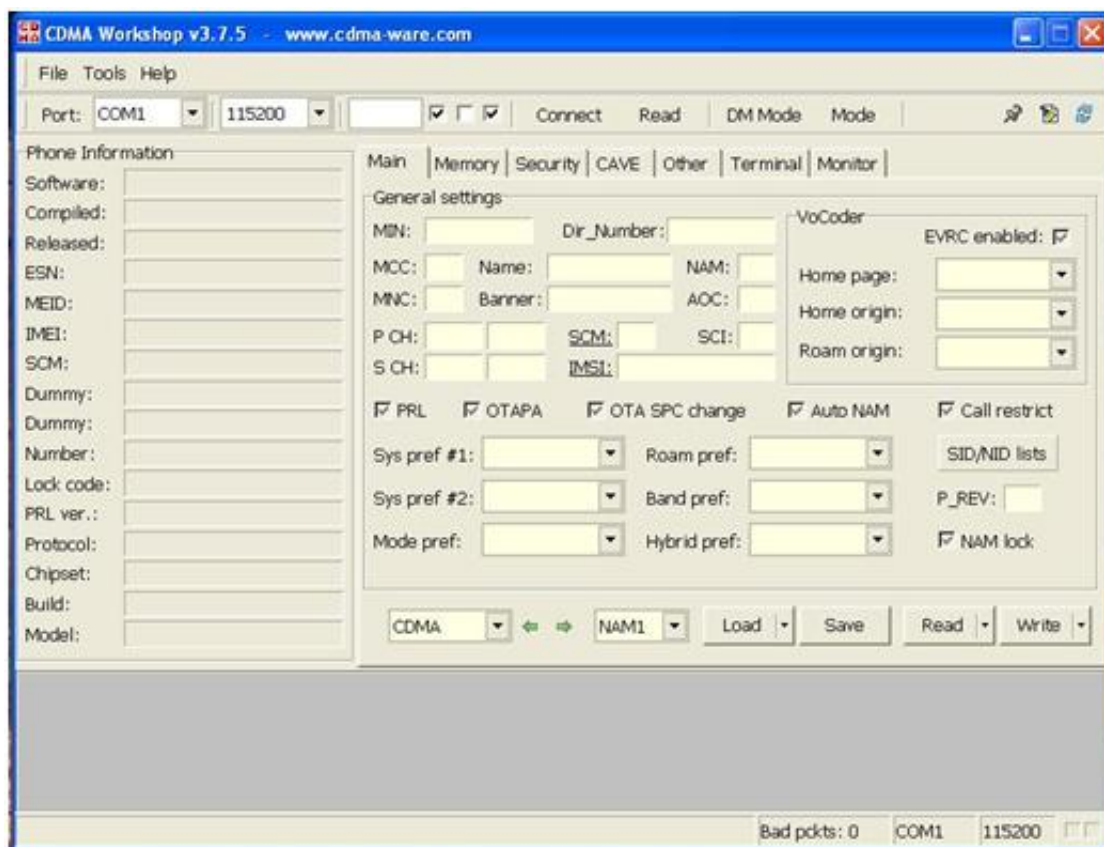 CDMA Workshop v3.7.5 - www.cdma-ware.com
File Tools Help
Port: COM1 115200 Connect Read DM Mode Mode
Phone Information
Software:
Compiled:
Released:
ESN:
MEID:
IMEI:
SCM:
Dummy:
Dummy:
Number:
Lock code:
PRL ver.:
Protocol:
Chipset:
Build:
Model:
Main Memory Security CAVE Other Terminal Monitor
General settings
MIN: Dir_Number:
MCC: Name: NAM:
MNC: Banner: AOC:
P CH: SCM: SCI:
S CH: IMSI:
VoCoder
EVRC enabled:
Home page:
Home origin:
Roam origin:
PRL OTAPA OTA SPC change Auto NAM Call restrict
Sys pref #1: Roam pref: SID/NID lists
Sys pref #2: Band pref: P_REV:
Mode pref: Hybrid pref: NAM lock
CDMA NAM1 Load Save Read Write
Bad pckts: 0 COM1 115200